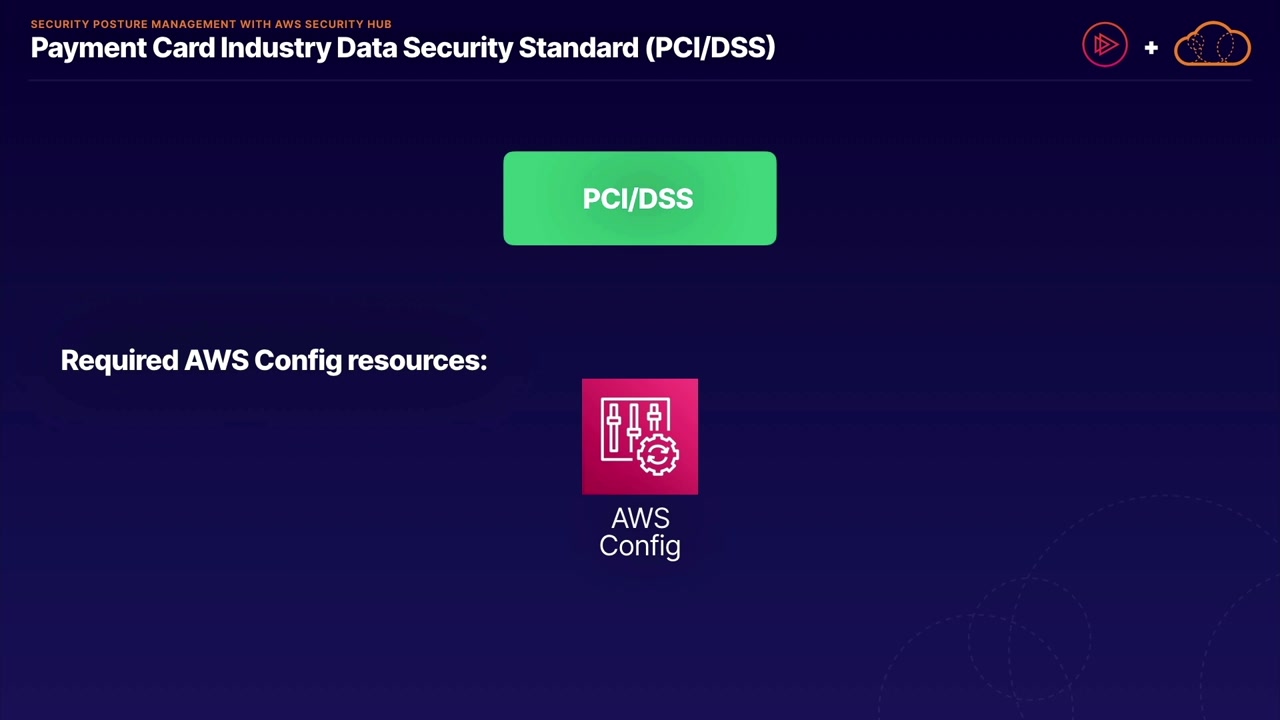 SECURITY POSTURE MANAGEMENT WITH AWS SECURITY HUB
Payment Card Industry Data Security Standard (PCI/DSS)
PCI/DSS
Required AWS Config resources:
AWS
Config